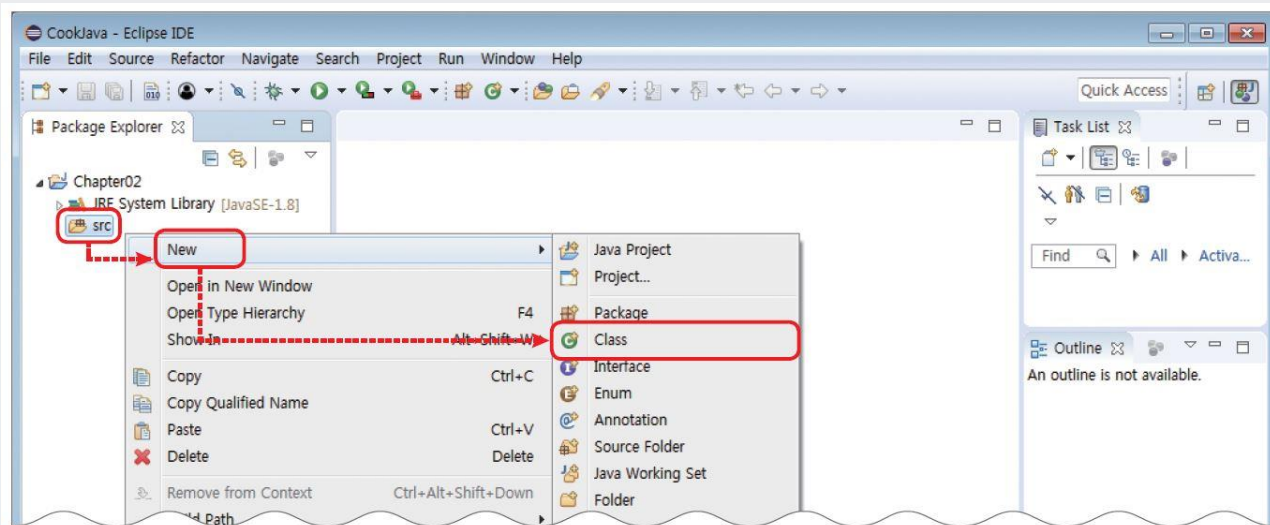 CookJava - Eclipse IDE
File Edit Source Refactor Navigate Search Project Run Window Help
Quick Access
Package Explorer
Chapter02
JRE System Library [JavaSE-1.8]
src
New
Open in New Window
Open Type Hierarchy F4
Show In Alt+Shift+W
Copy Ctrl+C
Copy Qualified Name
Paste Ctrl+V
Delete Delete
Remove from Context Ctrl+Alt+Shift+Down
Build Path
Java Project
Project...
Package
Class
Interface
Enum
Annotation
Source Folder
Java Working Set
Folder
Task List
Find All Activa...
Outline
An outline is not available.